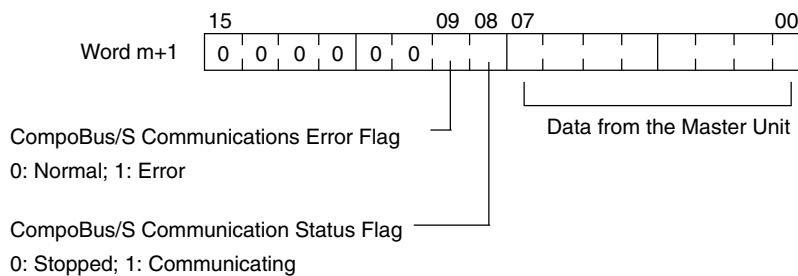 15 09 08 07 00
Word m+1 0 0 0 0 0 0
CompoBus/S Communications Error Flag
0: Normal; 1: Error
Data from the Master Unit
CompoBus/S Communication Status Flag
0: Stopped; 1: Communicating